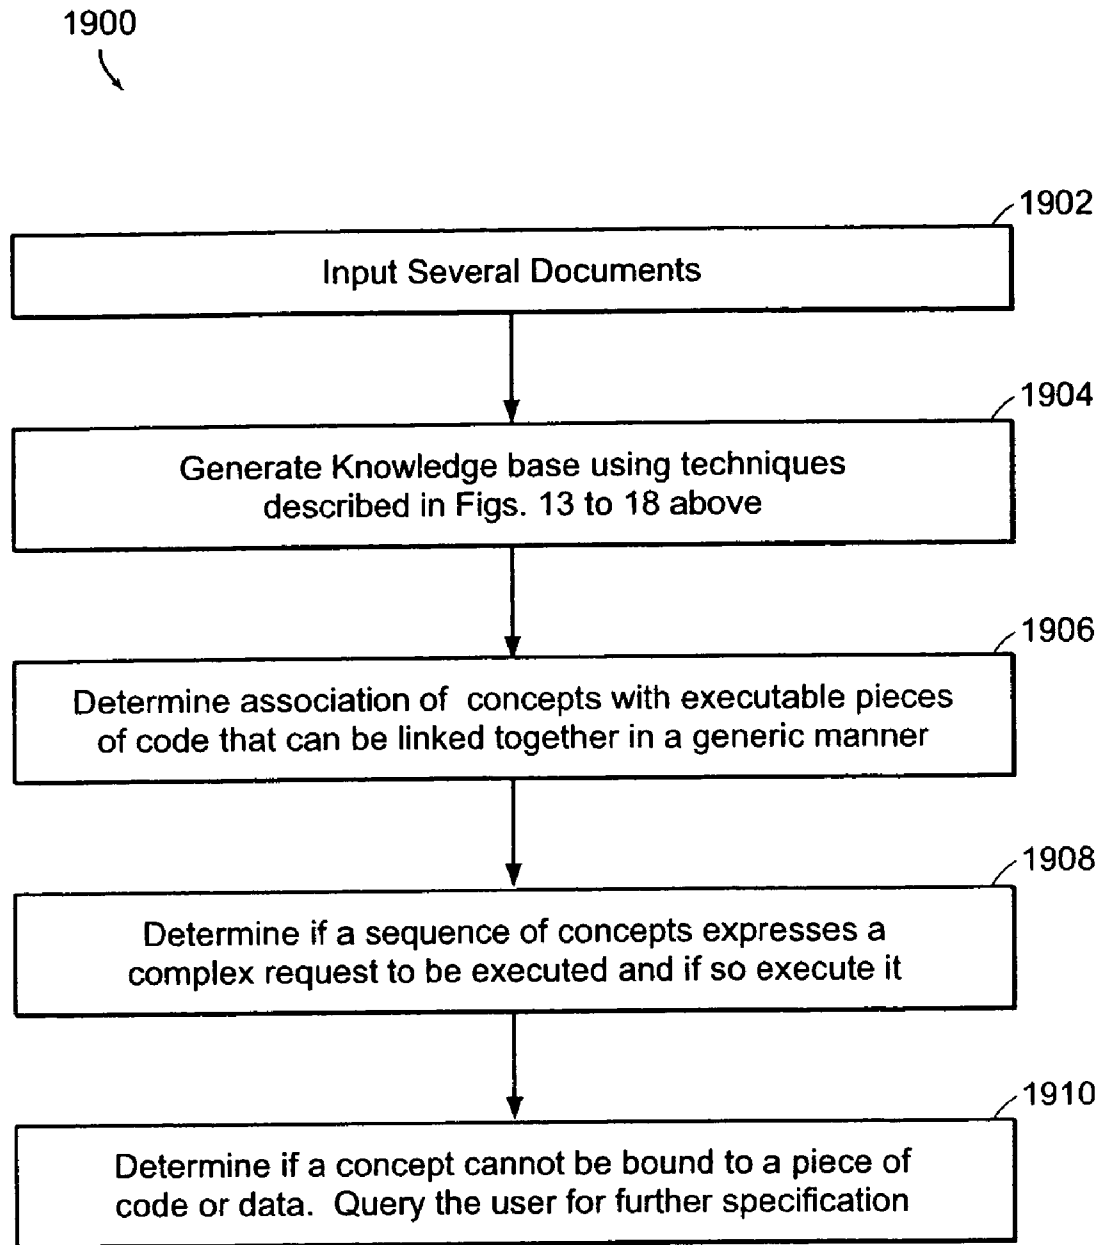 1900
1902
Input Several Documents
1904
Generate Knowledge base using techniques
described in Figs. 13 to 18 above
1906
Determine association of concepts with executable pieces
of code that can be linked together in a generic manner
1908
Determine if a sequence of concepts expresses a
complex request to be executed and if so execute it
1910
Determine if a concept cannot be bound to a piece of
code or data. Query the user for further specification